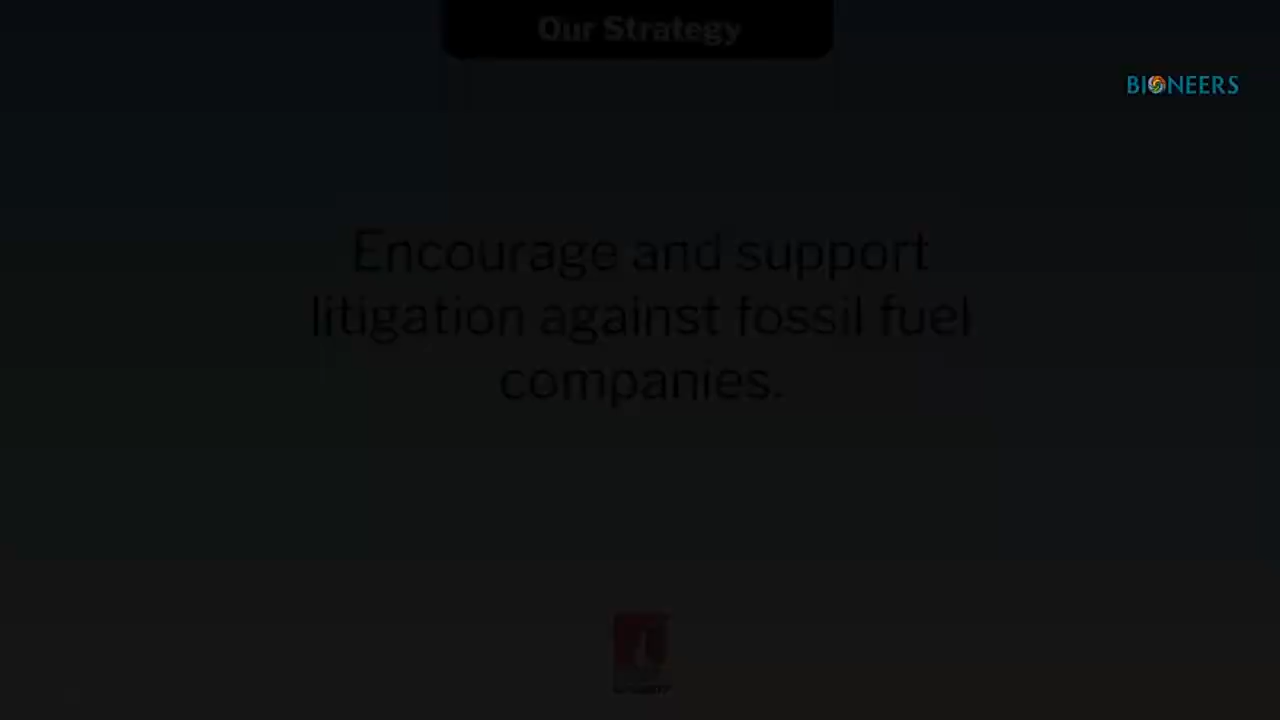 Our Strategy
BIONEERS
Encourage and support
litigation against fossil fuel
companies.